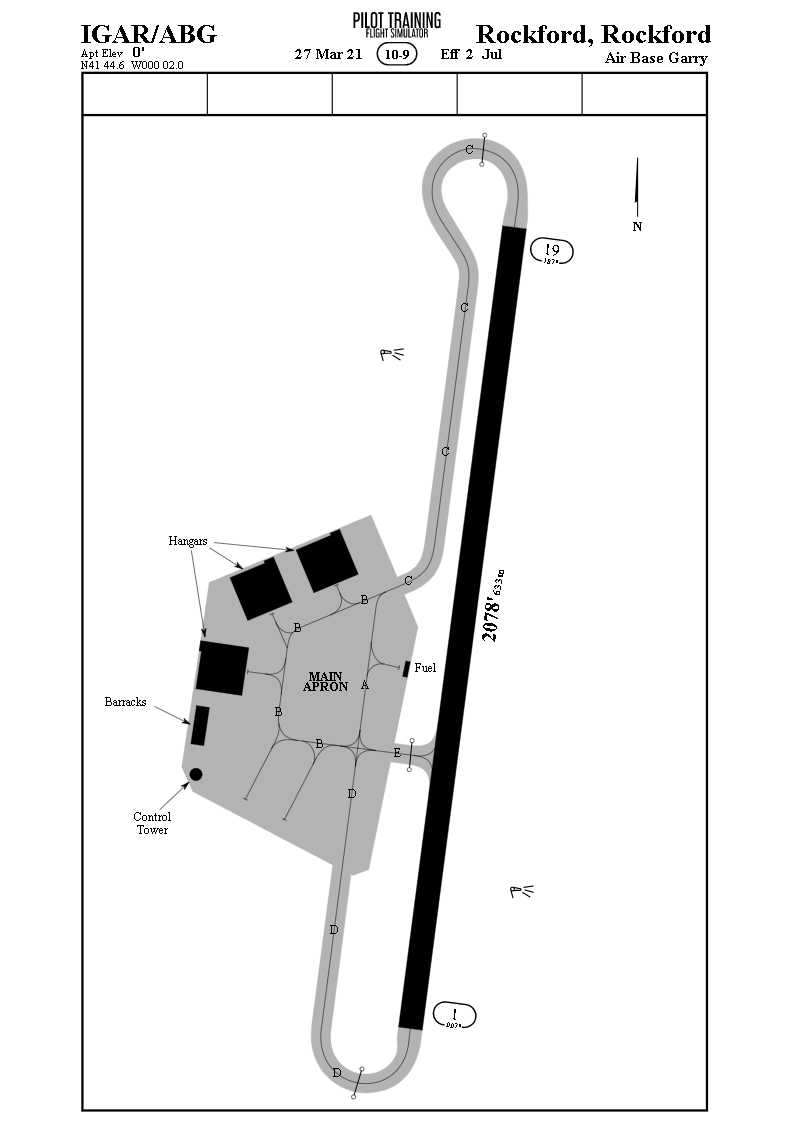 IGAR/ABG
Apt Elev 0'
N41 44.6 W000 02.0
PILOT TRAINING
FLIGHT SIMULATOR
27 Mar 21 10-9 Eff 2 Jul
Rockford, Rockford
Air Base Garry
C
N
19
187°
C
C
2078' 633m
Hangars
C
B
B
MAIN
APRON
A
Fuel
Barracks
B
B
E
D
Control
Tower
D
1
007°
D